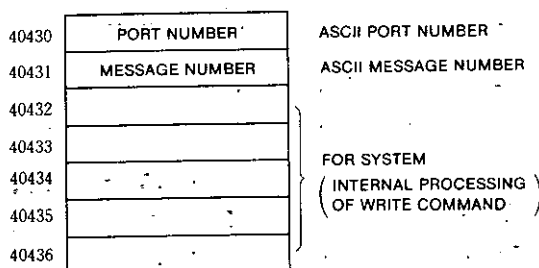 40430 PORT NUMBER ASCII PORT NUMBER
40431 MESSAGE NUMBER ASCII MESSAGE NUMBER
40432
40433
FOR SYSTEM
40434 (INTERNAL PROCESSING
OF WRITE COMMAND)
40435
40436